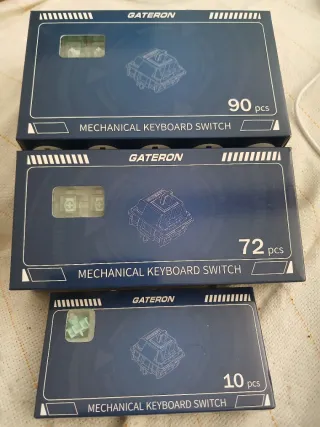 GATERON
90 pcs
MECHANICAL KEYBOARD SWITCH
GATERON
72 pcs
MECHANICAL KEYBOARD SWITCH
GATERON
10 pcs
MECHANICAL KEYBOARD SWITCH